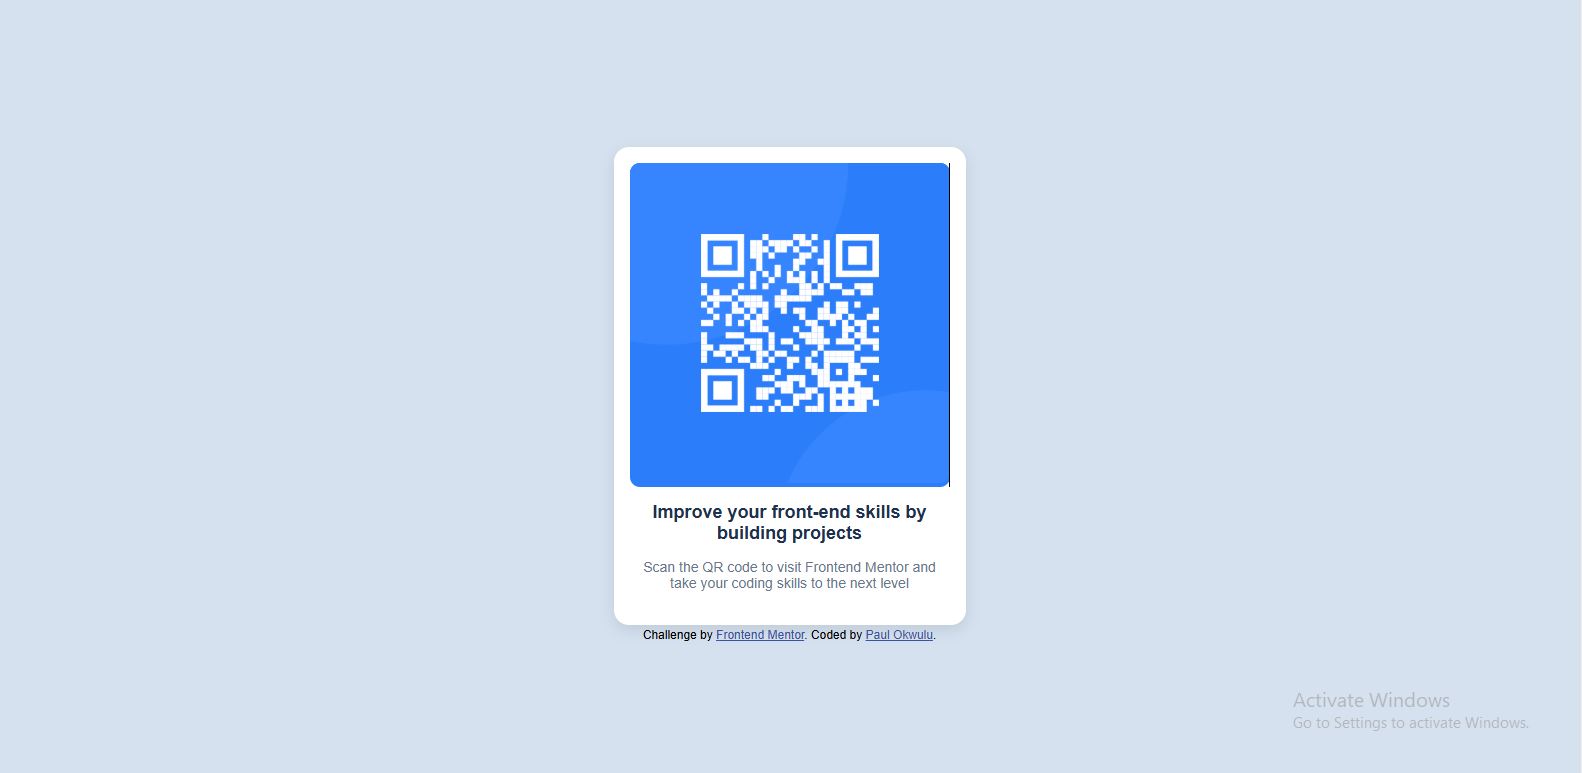 Improve your front-end skills by
building projects
Scan the QR code to visit Frontend Mentor and
take your coding skills to the next level
Challenge by Frontend Mentor. Coded by Paul Okwulu.
Activate Windows
Go to Settings to activate Windows.